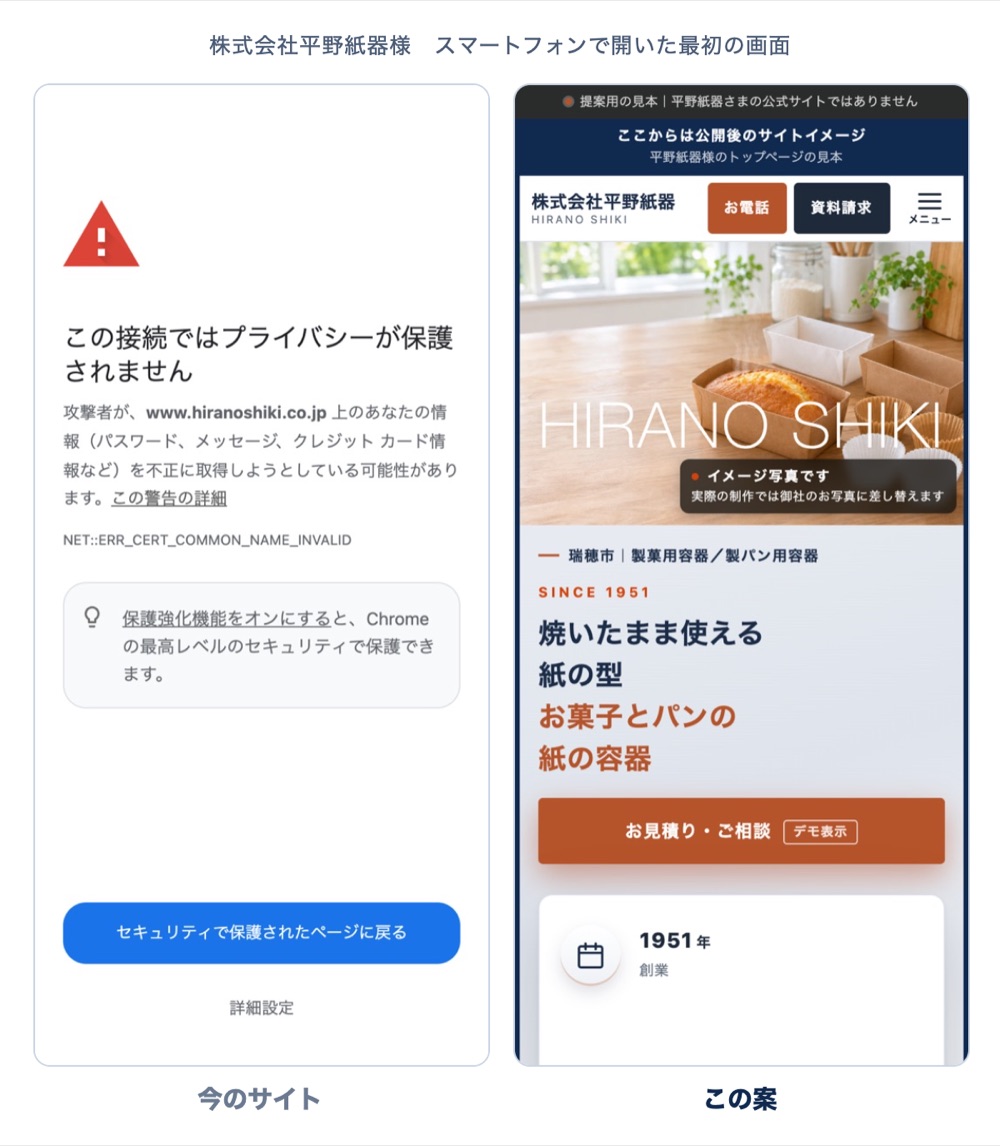 株式会社平野紙器様　スマートフォンで開いた最初の画面
この接続ではプライバシーが保護
されません
攻撃者が、www.hiranoshiki.co.jp 上のあなたの情
報（パスワード、メッセージ、クレジット カード情
報など）を不正に取得しようとしている可能性があり
ます。この警告の詳細
NET::ERR_CERT_COMMON_NAME_INVALID
保護強化機能をオンにすると、Chrome
の最高レベルのセキュリティで保護でき
ます。
セキュリティで保護されたページに戻る
詳細設定
今のサイト
提案用の見本｜平野紙器さまの公式サイトではありません
ここからは公開後のサイトイメージ
平野紙器様のトップページの見本
株式会社平野紙器
HIRANO SHIKI
お電話
資料請求
メニュー
HIRANO SHIKI
イメージ写真です
実際の制作では御社のお写真に差し替えます
瑞穂市｜製菓用容器／製パン用容器
SINCE 1951
焼いたまま使える
紙の型
お菓子とパンの
紙の容器
お見積り・ご相談 デモ表示
1951年
創業
この案